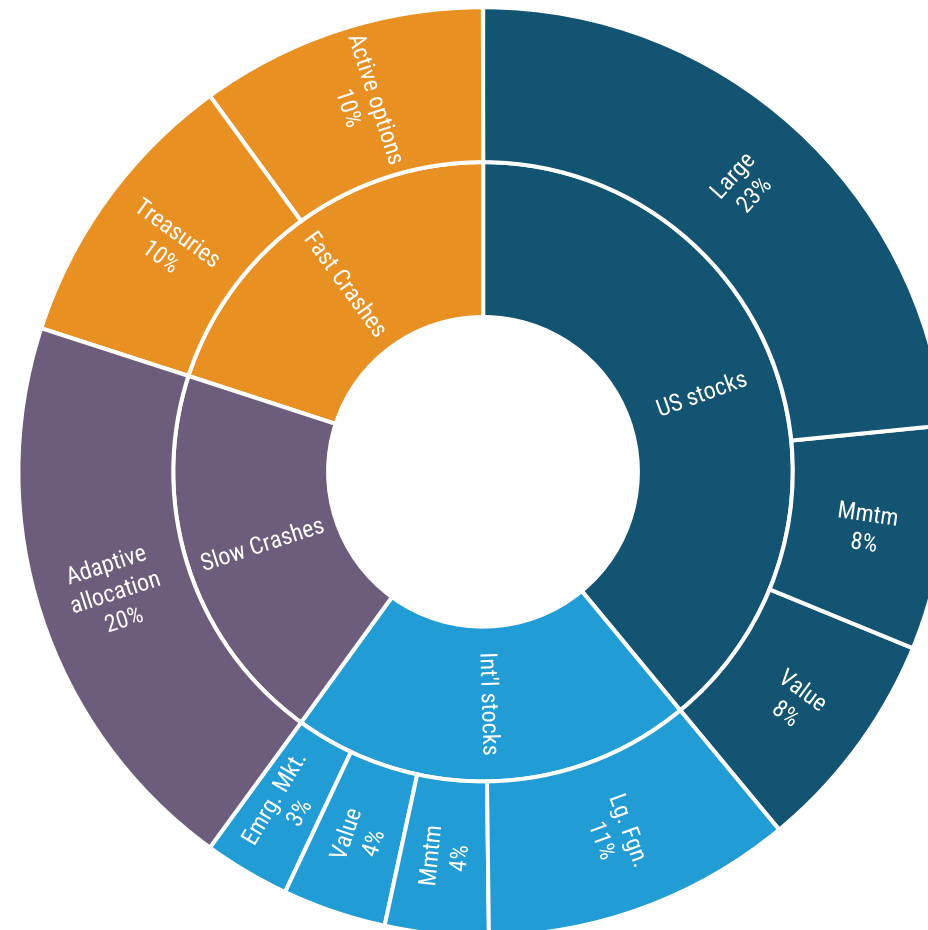 Active options
10%
Treasuries
10%
Fast Crashes
Large
23%
US stocks
Mmtm
8%
Value
8%
Slow Crashes
Adaptive
allocation
20%
Int'l stocks
Emrg. Mkt.
3%
Value
4%
Mmtm
4%
Lg. Fgn.
11%